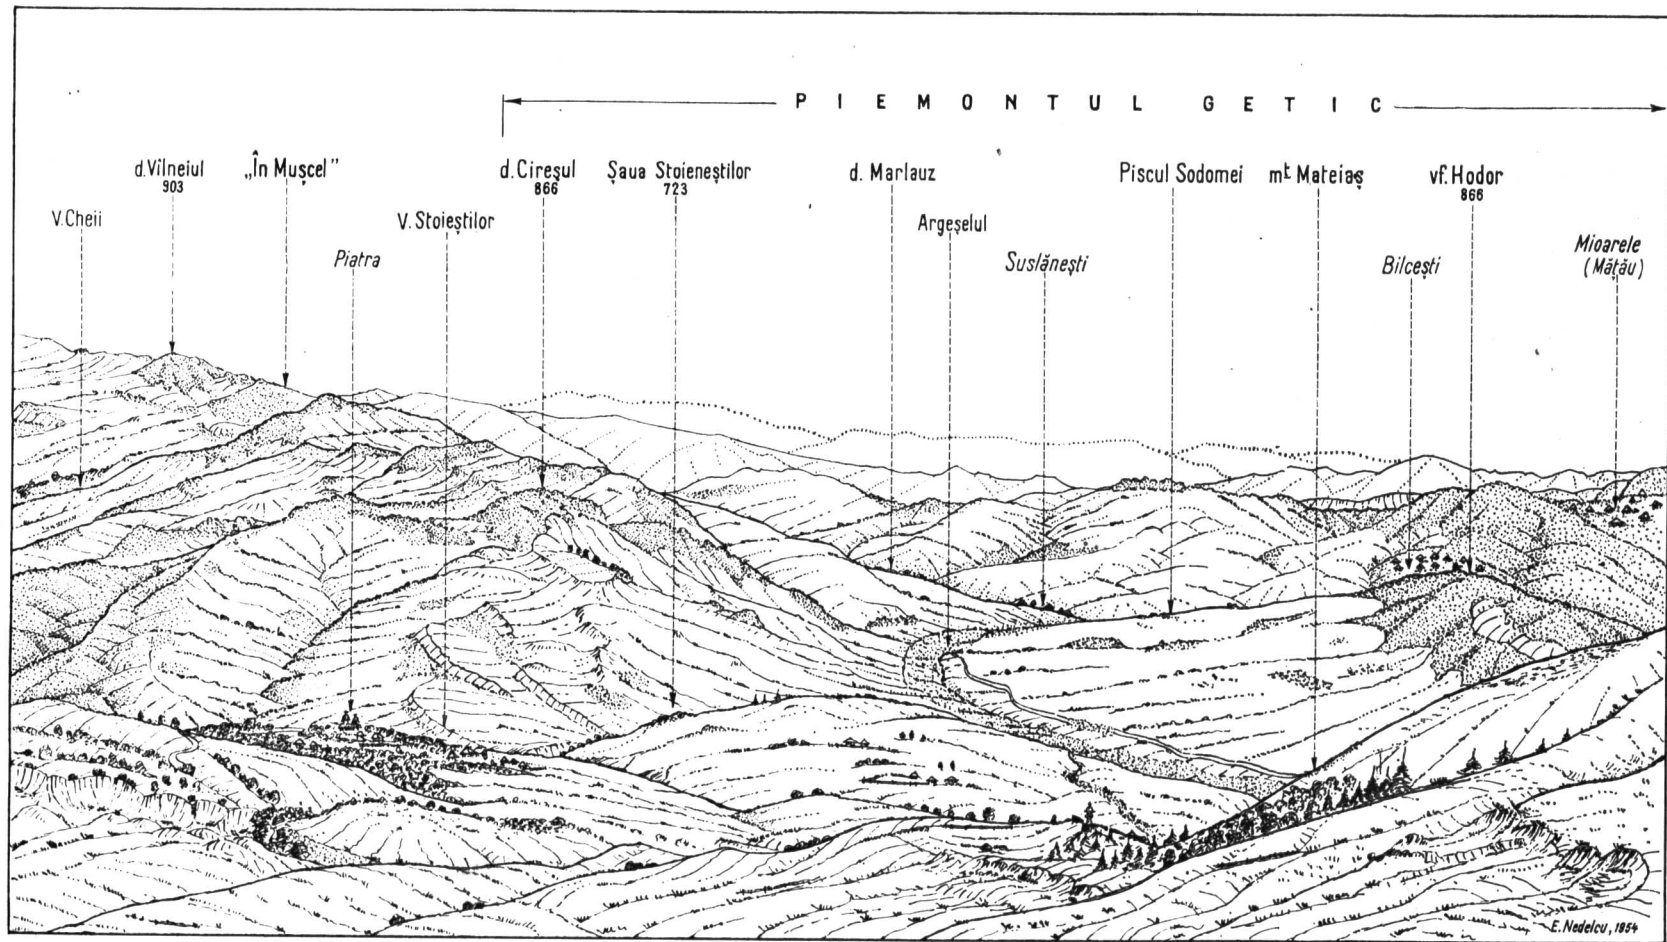 PIEMONTUL GETIC
d. Vîlneiul
903
„În Mușcel”
d. Cireșul
866
Șaua Stoieneștilor
723
d. Marlauz
Piscul Sodomei
mt. Mateiaș
vf. Hodor
866
V. Cheii
V. Stoieștilor
Argeșelul
Piatra
Suslănești
Bilcești
Mioarele
(Mățău)
E. Nedelcu, 1954